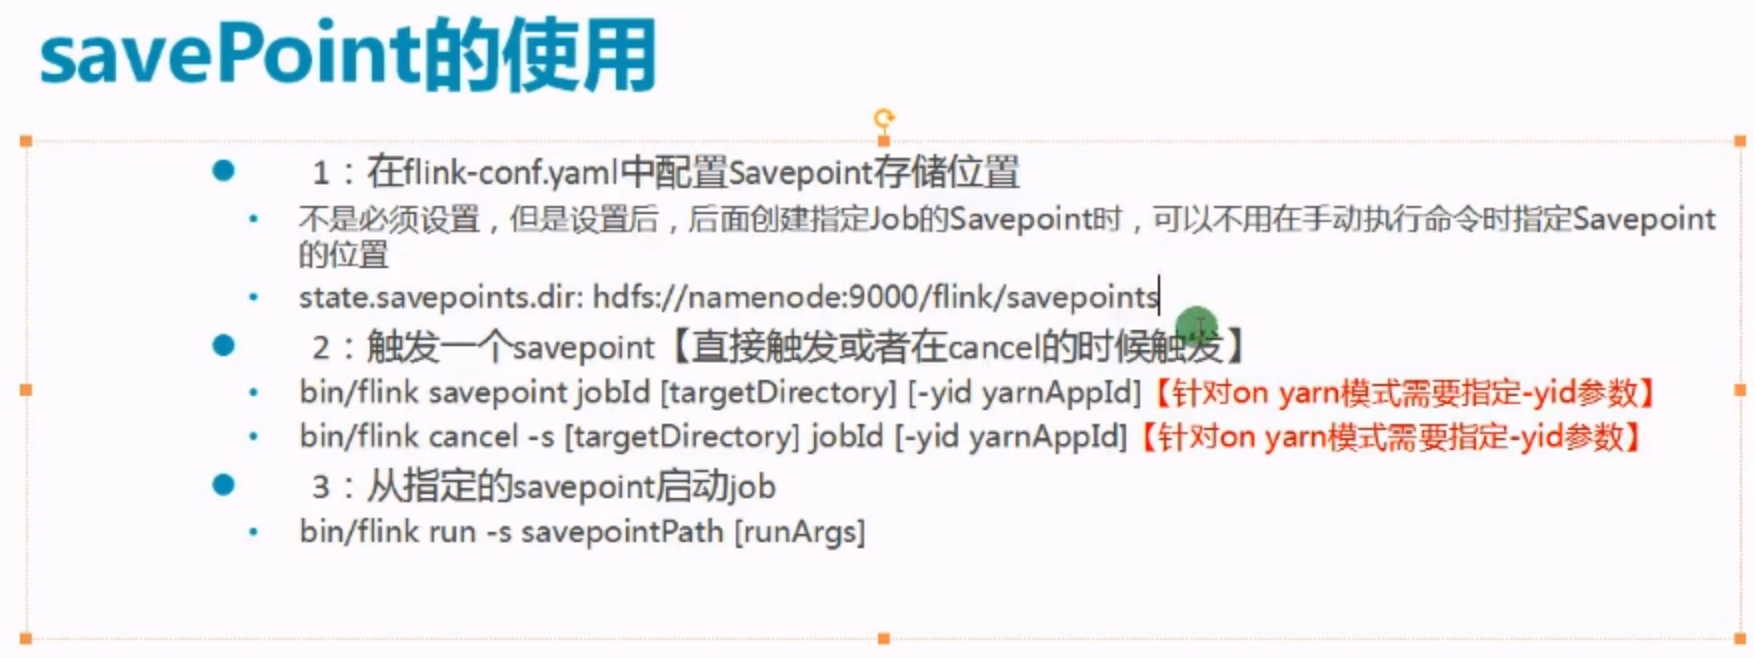 savePoint的使用
1：在flink-conf.yaml中配置Savepoint存储位置
不是必须设置，但是设置后，后面创建指定Job的Savepoint时，可以不用在手动执行命令时指定Savepoint
的位置
state.savepoints.dir: hdfs://namenode:9000/flink/savepoints
2：触发一个savepoint【直接触发或者在cancel的时候触发】
bin/flink savepoint jobId [targetDirectory] [-yid yarnAppId]【针对on yarn模式需要指定-yid参数】
bin/flink cancel -s [targetDirectory] jobId [-yid yarnAppId]【针对on yarn模式需要指定-yid参数】
3：从指定的savepoint启动job
bin/flink run -s savepointPath [runArgs]